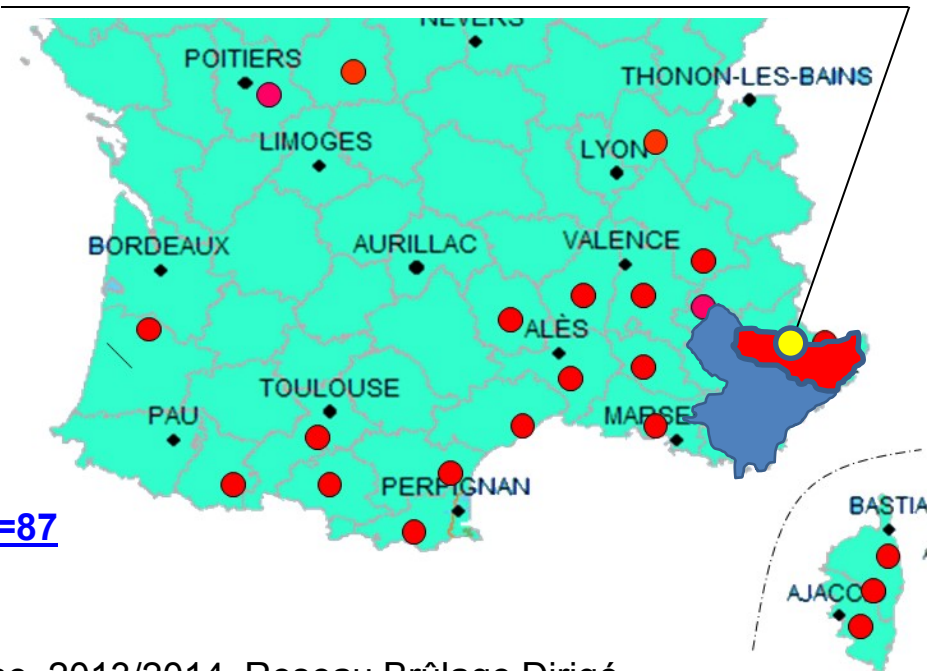 NEVERS
POITIERS
THONON-LES-BAINS
LIMOGES
LYON
BORDEAUX
AURILLAC
VALENCE
ALÈS
TOULOUSE
PAU
MARSE
PERPIGNAN
=87
BASTIA
AJACC
2013/2014, Reseau Brûlage Dirigé